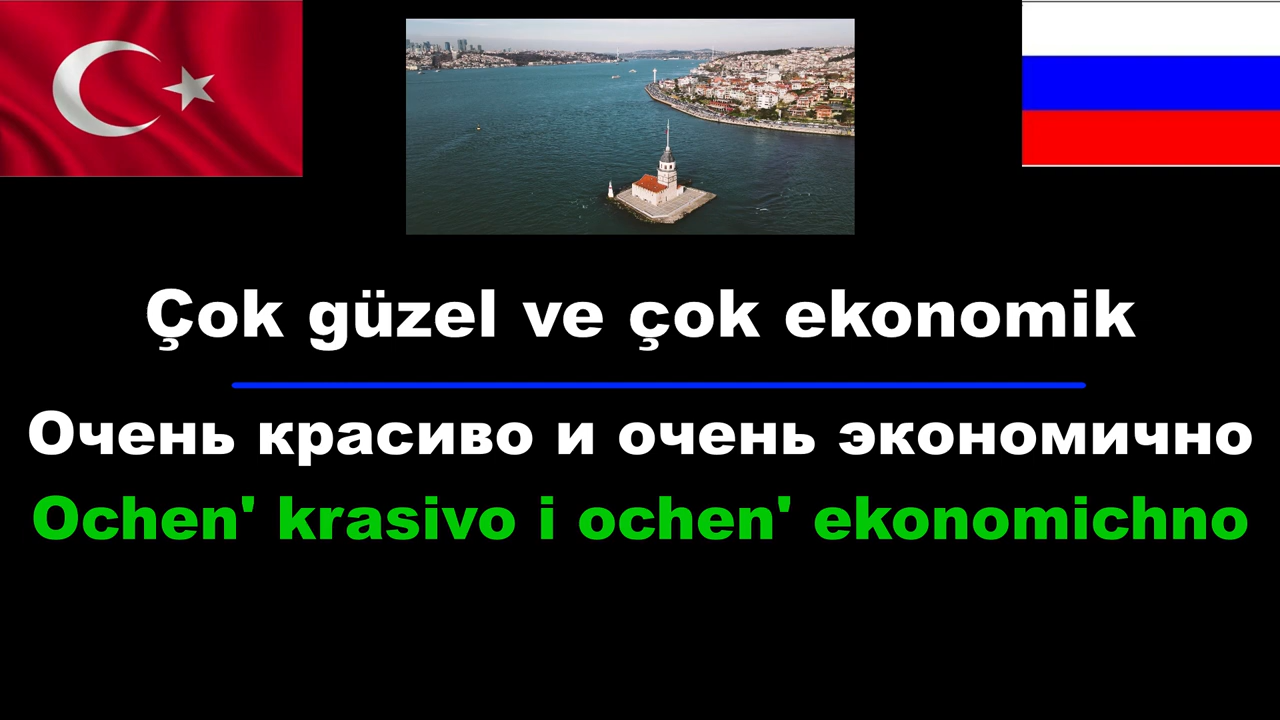 Çok güzel ve çok ekonomik
Очень красиво и очень экономично
Ochen' krasivo i ochen' ekonomichno